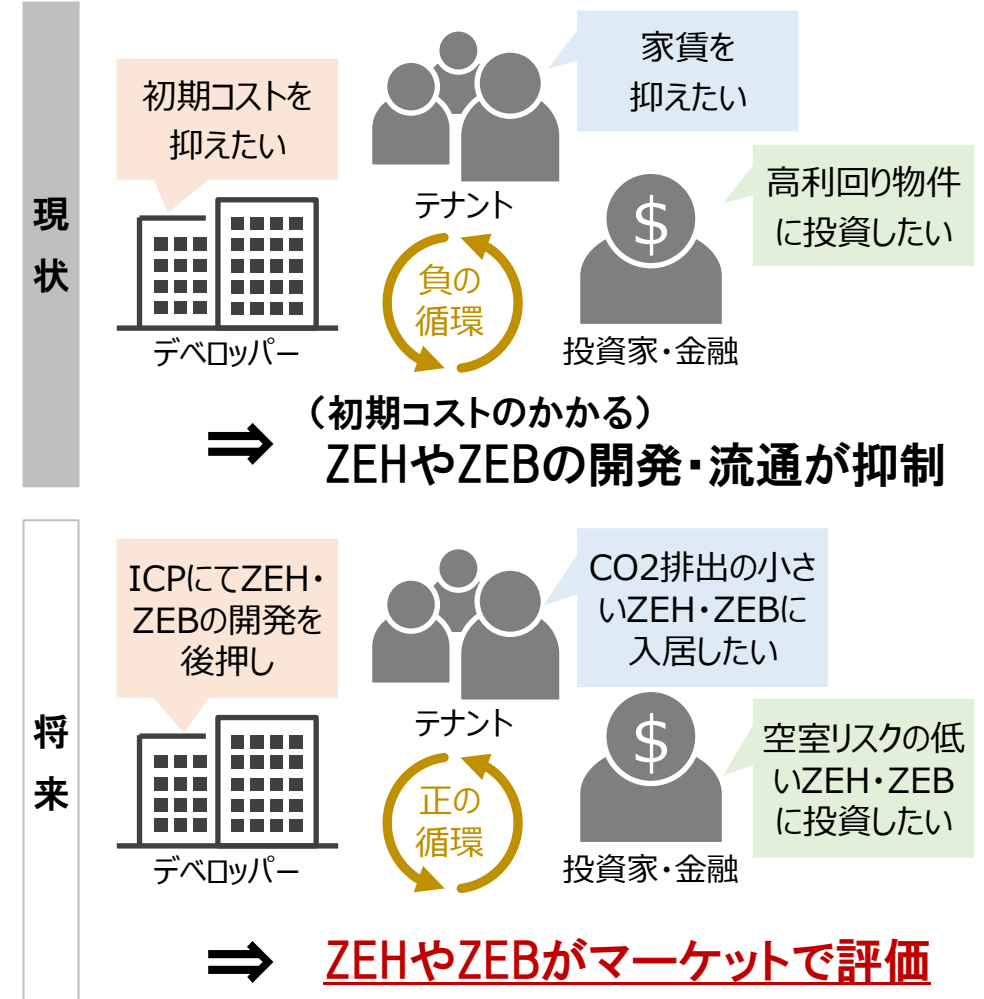 現状
初期コストを
抑えたい
家賃を
抑えたい
高利回り物件
に投資したい
テナント
$
負の
循環
デベロッパー
投資家・金融
⇒
（初期コストのかかる）
ZEHやZEBの開発・流通が抑制
将来
ICPにてZEH・
ZEBの開発を
後押し
CO2排出の小さ
いZEH・ZEBに
入居したい
空室リスクの低
いZEH・ZEB
に投資したい
テナント
$
正の
循環
デベロッパー
投資家・金融
⇒
ZEHやZEBがマーケットで評価